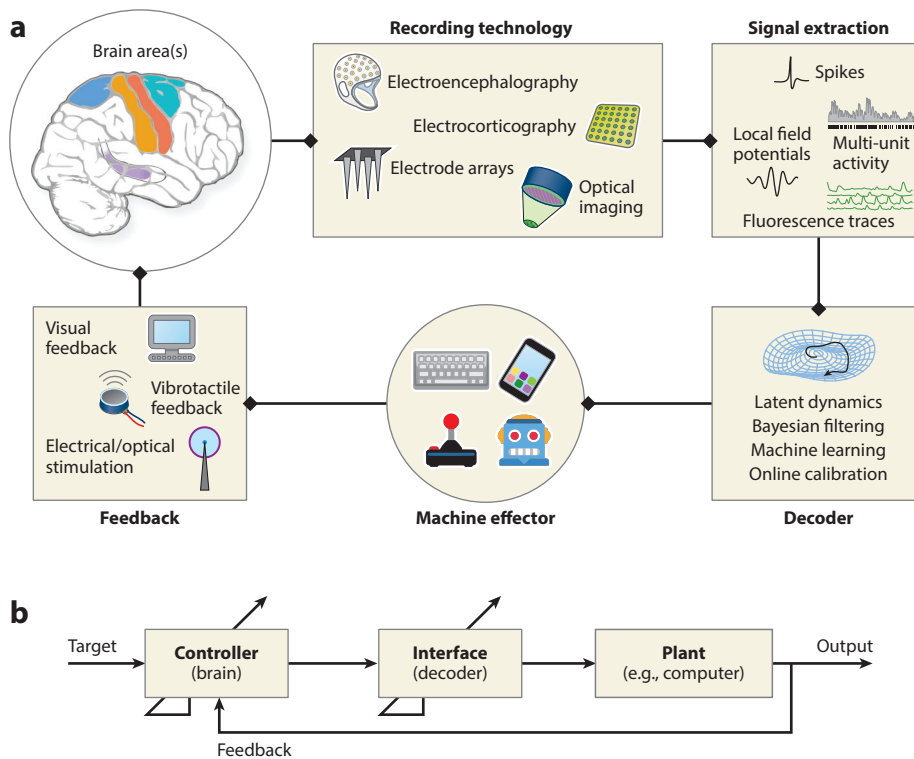 a
Brain area(s)
Recording technology
Electroencephalography
Electrocorticography
Electrode arrays
Optical
imaging
Signal extraction
Spikes
Local field
potentials
Multi-unit
activity
Fluorescence traces
Visual
feedback
Vibrotactile
feedback
Electrical/optical
stimulation
Feedback
Machine effector
Latent dynamics
Bayesian filtering
Machine learning
Online calibration
Decoder
b
Target
Controller
(brain)
Interface
(decoder)
Plant
(e.g., computer)
Output
Feedback